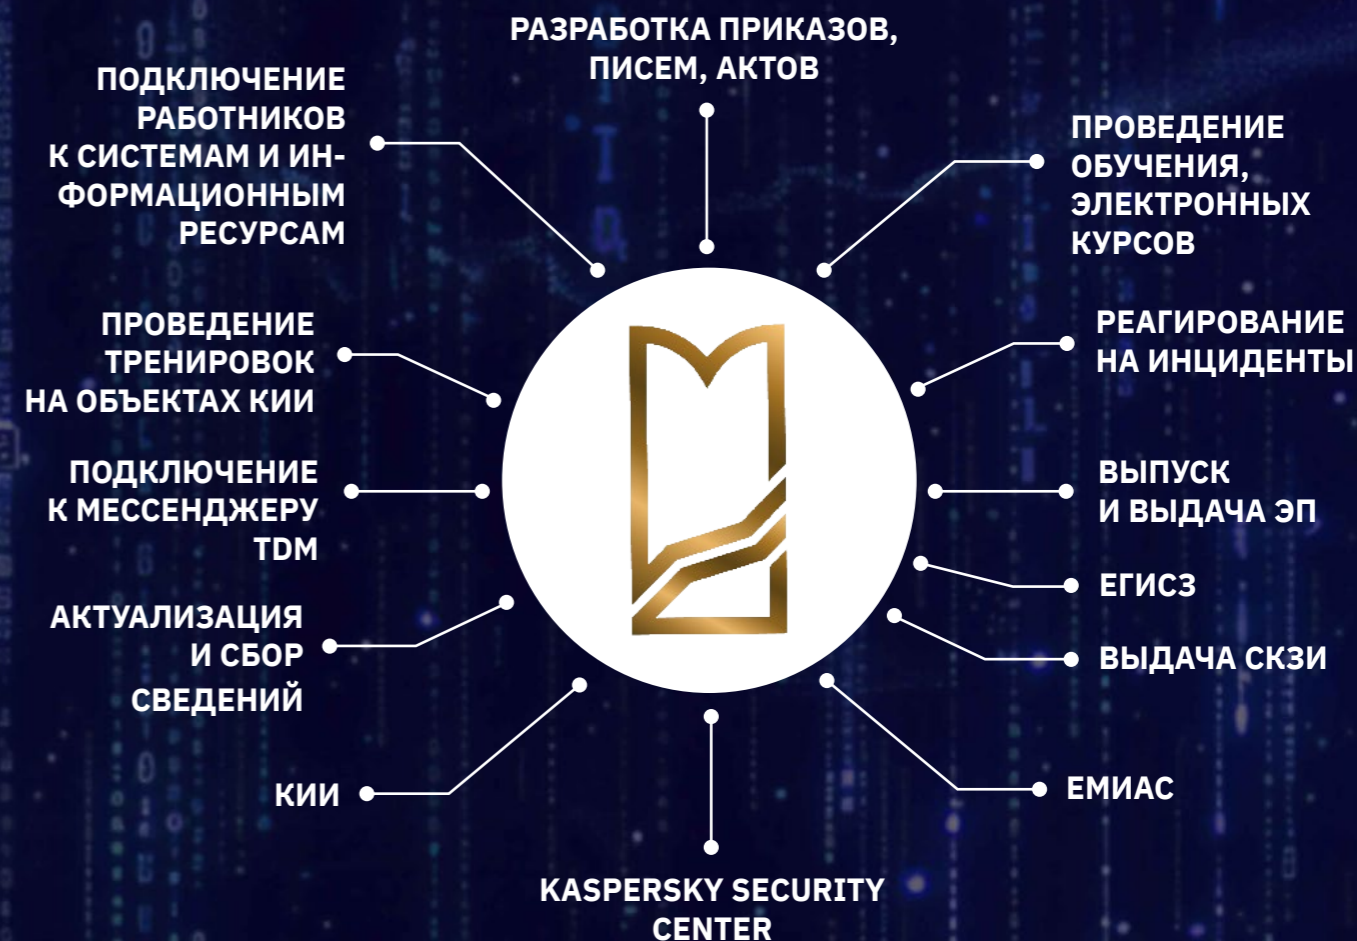 РАЗРАБОТКА ПРИКАЗОВ,
ПИСЕМ, АКТОВ
ПОДКЛЮЧЕНИЕ
РАБОТНИКОВ
К СИСТЕМАМ И ИН-
ФОРМАЦИОННЫМ
РЕСУРСАМ
ПРОВЕДЕНИЕ
ОБУЧЕНИЯ,
ЭЛЕКТРОННЫХ
КУРСОВ
ПРОВЕДЕНИЕ
ТРЕНИРОВОК
НА ОБЪЕКТАХ КИИ
РЕАГИРОВАНИЕ
НА ИНЦИДЕНТЫ
ПОДКЛЮЧЕНИЕ
К МЕССЕНДЖЕРУ
TDM
ВЫПУСК
И ВЫДАЧА ЭП
ЕГИСЗ
АКТУАЛИЗАЦИЯ
И СБОР
СВЕДЕНИЙ
ВЫДАЧА СКЗИ
КИИ
ЕМИАС
KASPERSKY SECURITY
CENTER